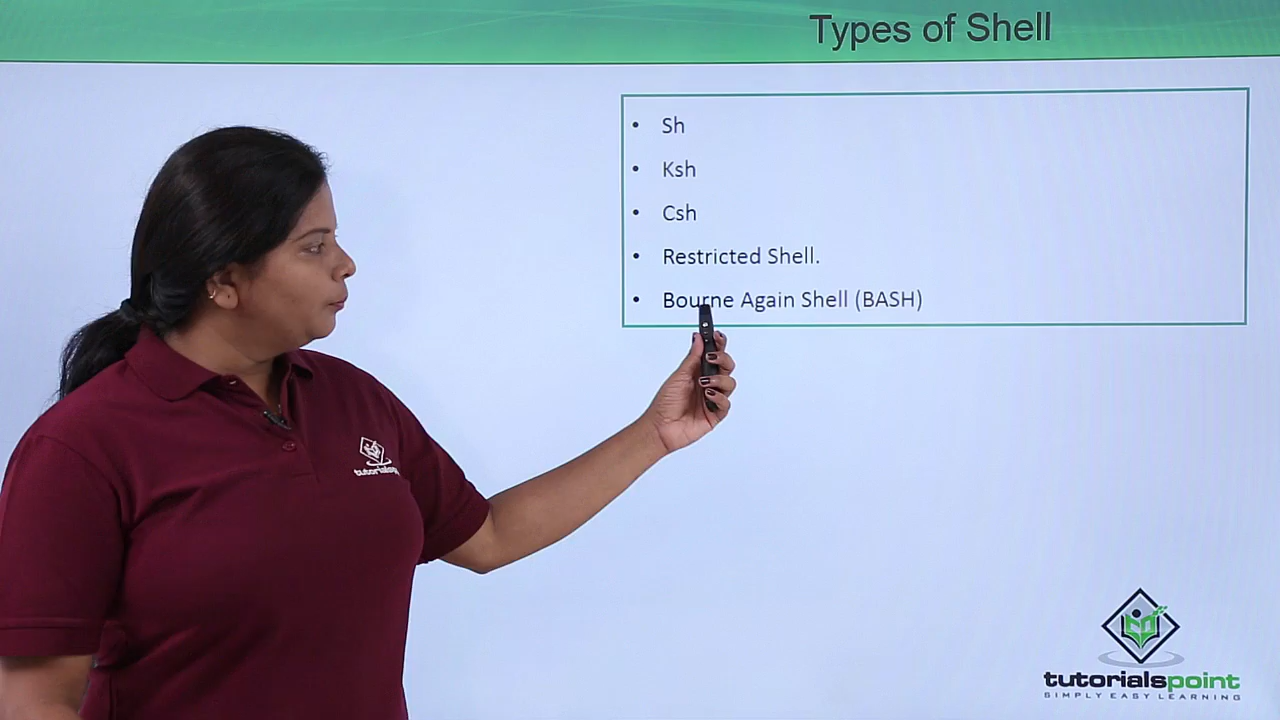 Types of Shell
• Sh
• Ksh
• Csh
• Restricted Shell.
• Bourne Again Shell (BASH)
tutorialspoint
SIMPLY EASY LEARNING